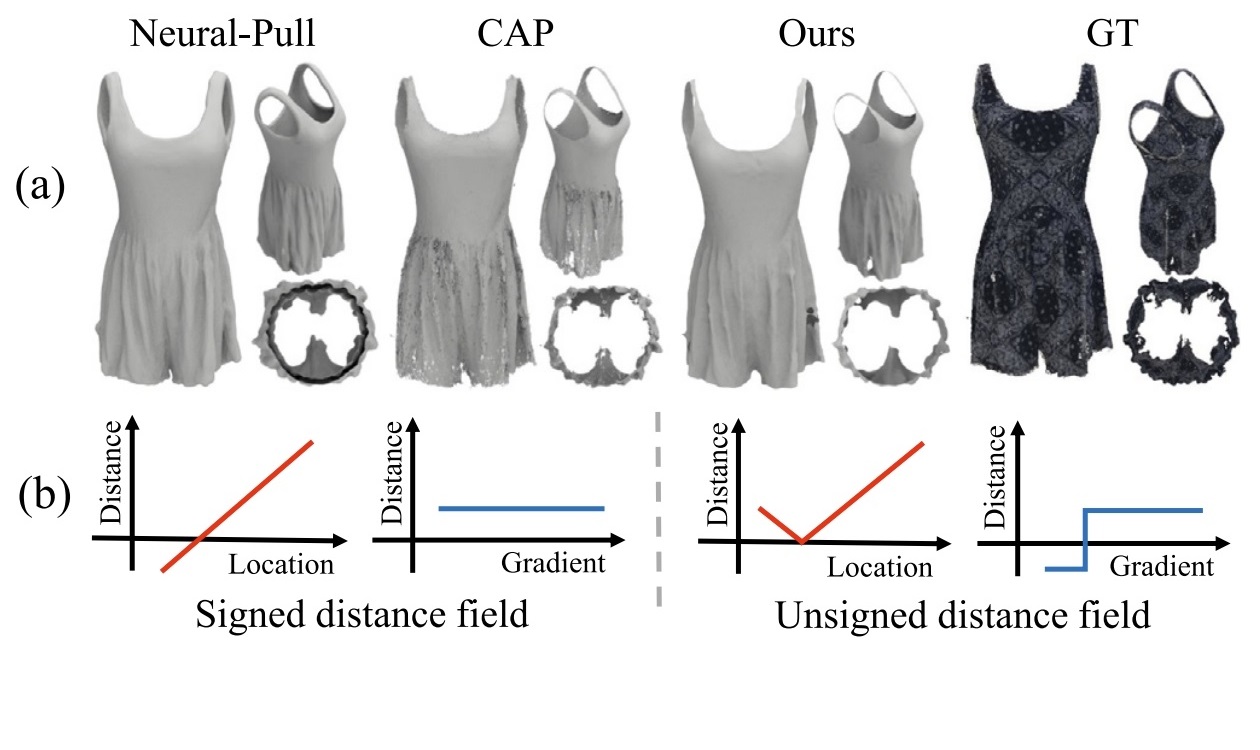 Neural-Pull CAP Ours GT
(a)
(b)
Distance Location
Distance Gradient
Distance Location
Distance Gradient
Signed distance field
Unsigned distance field